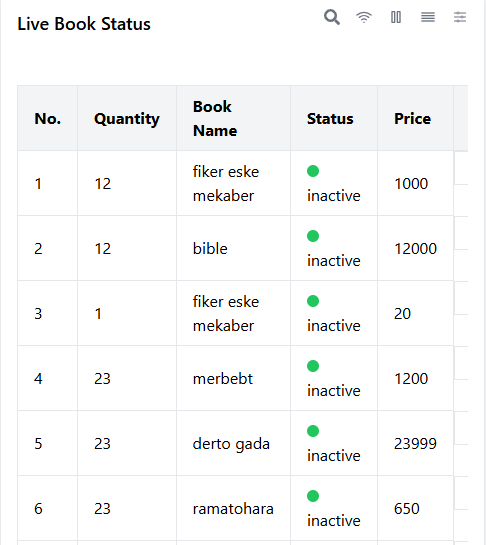 Live Book Status
No. Quantity Book Name Status Price
1 12 fiker eske mekaber inactive 1000
2 12 bible inactive 12000
3 1 fiker eske mekaber inactive 20
4 23 merbebt inactive 1200
5 23 derto gada inactive 23999
6 23 ramatohara inactive 650